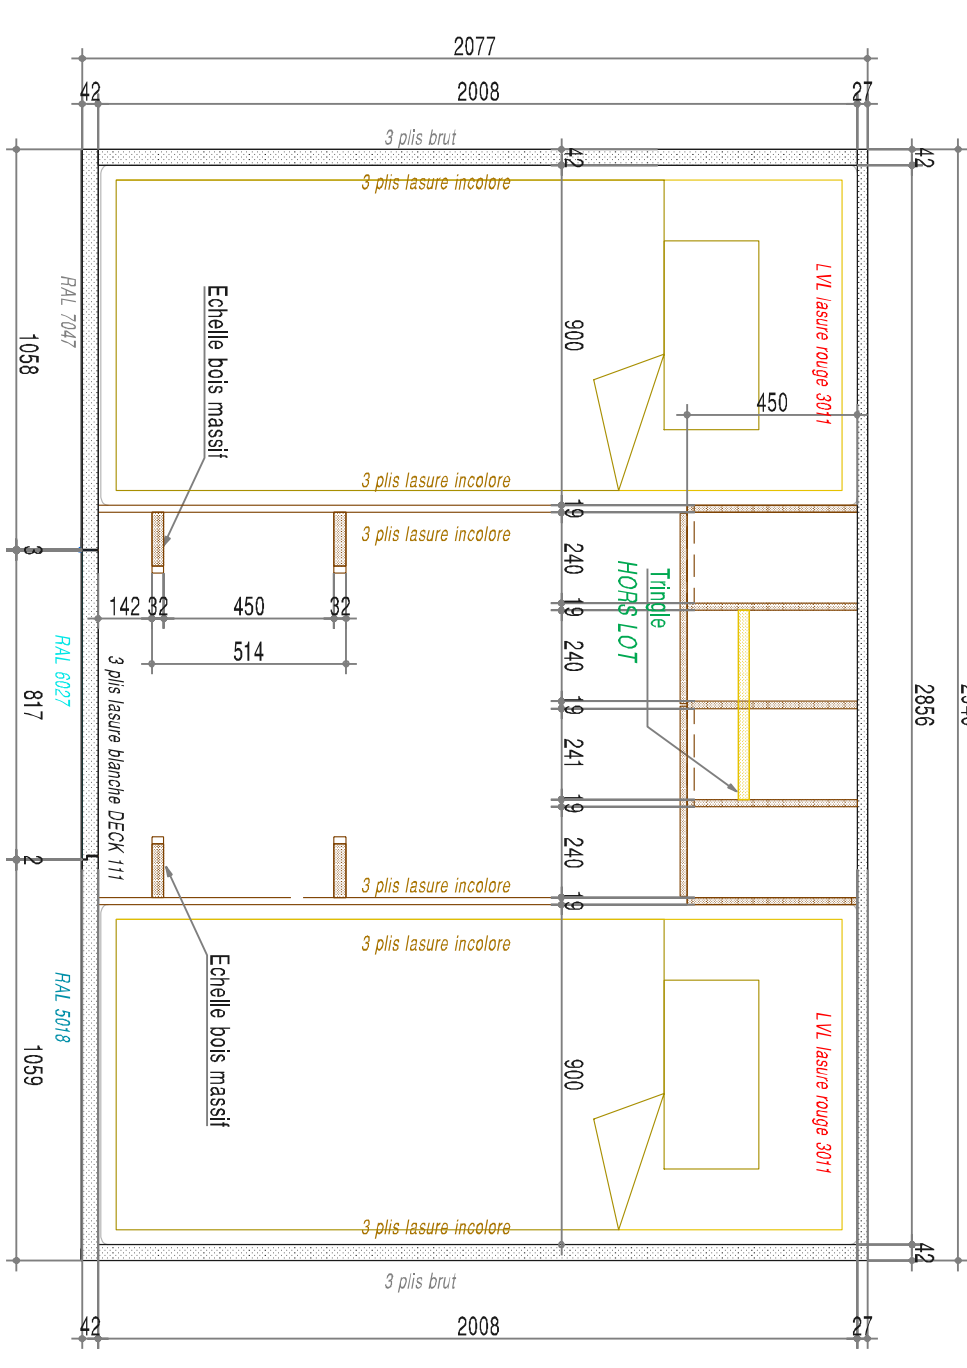 2077
42
2008
27
3 plis brut
42
42
3 plis lasure incolore
LVL lasure rouge 3011
RAL 7047
Echelle bois massif
1058
900
450
3 plis lasure incolore
19
3 plis lasure incolore
3
240
Tringle
HORS LOT
19
142
32
450
32
514
RAL 6027
817
3 plis lasure blanche DECK 111
240
19
2856
241
19
2
240
3 plis lasure incolore
19
3 plis lasure incolore
Echelle bois massif
RAL 5018
1059
900
LVL lasure rouge 3011
3 plis lasure incolore
42
3 plis brut
42
2008
27